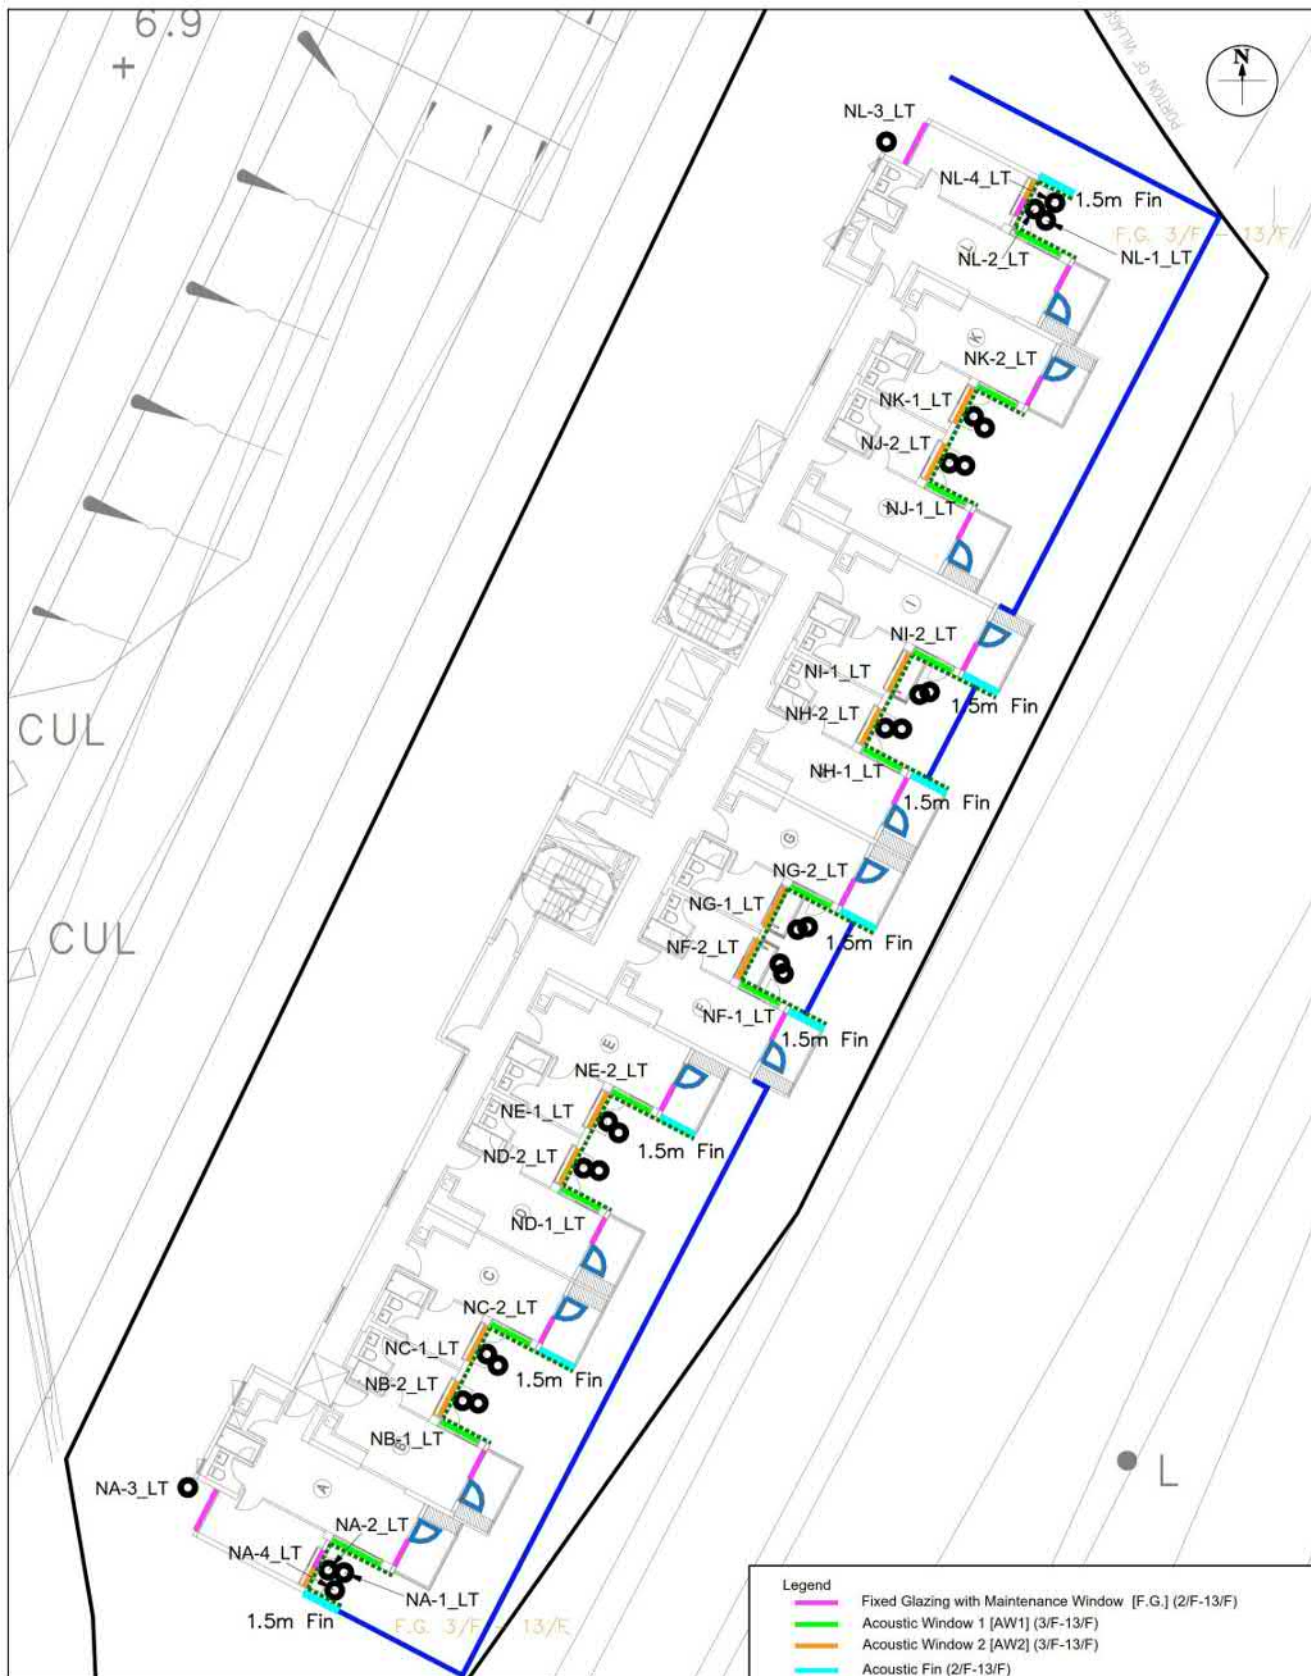 6.9
N
PORTION OF VILLAGE
NL-3_LT
NL-4_LT
1.5m Fin
F.G. 3/F - 13/F
NL-2_LT
NL-1_LT
K
NK-2_LT
NK-1_LT
NJ-2_LT
NJ-1_LT
I
NI-2_LT
NI-1_LT
1.5m Fin
NH-2_LT
NH-1_LT
1.5m Fin
CUL
G
NG-2_LT
NG-1_LT
1.5m Fin
NF-2_LT
CUL
F
NF-1_LT
1.5m Fin
E
NE-2_LT
NE-1_LT
1.5m Fin
ND-2_LT
D
ND-1_LT
C
NC-2_LT
NC-1_LT
1.5m Fin
NB-2_LT
NB-1_LT
B
L
NA-3_LT
A
NA-2_LT
NA-4_LT
NA-1_LT
1.5m Fin
F.G. 3/F - 13/F
Legend
Fixed Glazing with Maintenance Window [F.G.] (2/F-13/F)
Acoustic Window 1 [AW1] (3/F-13/F)
Acoustic Window 2 [AW2] (3/F-13/F)
Acoustic Fin (2/F-13/F)